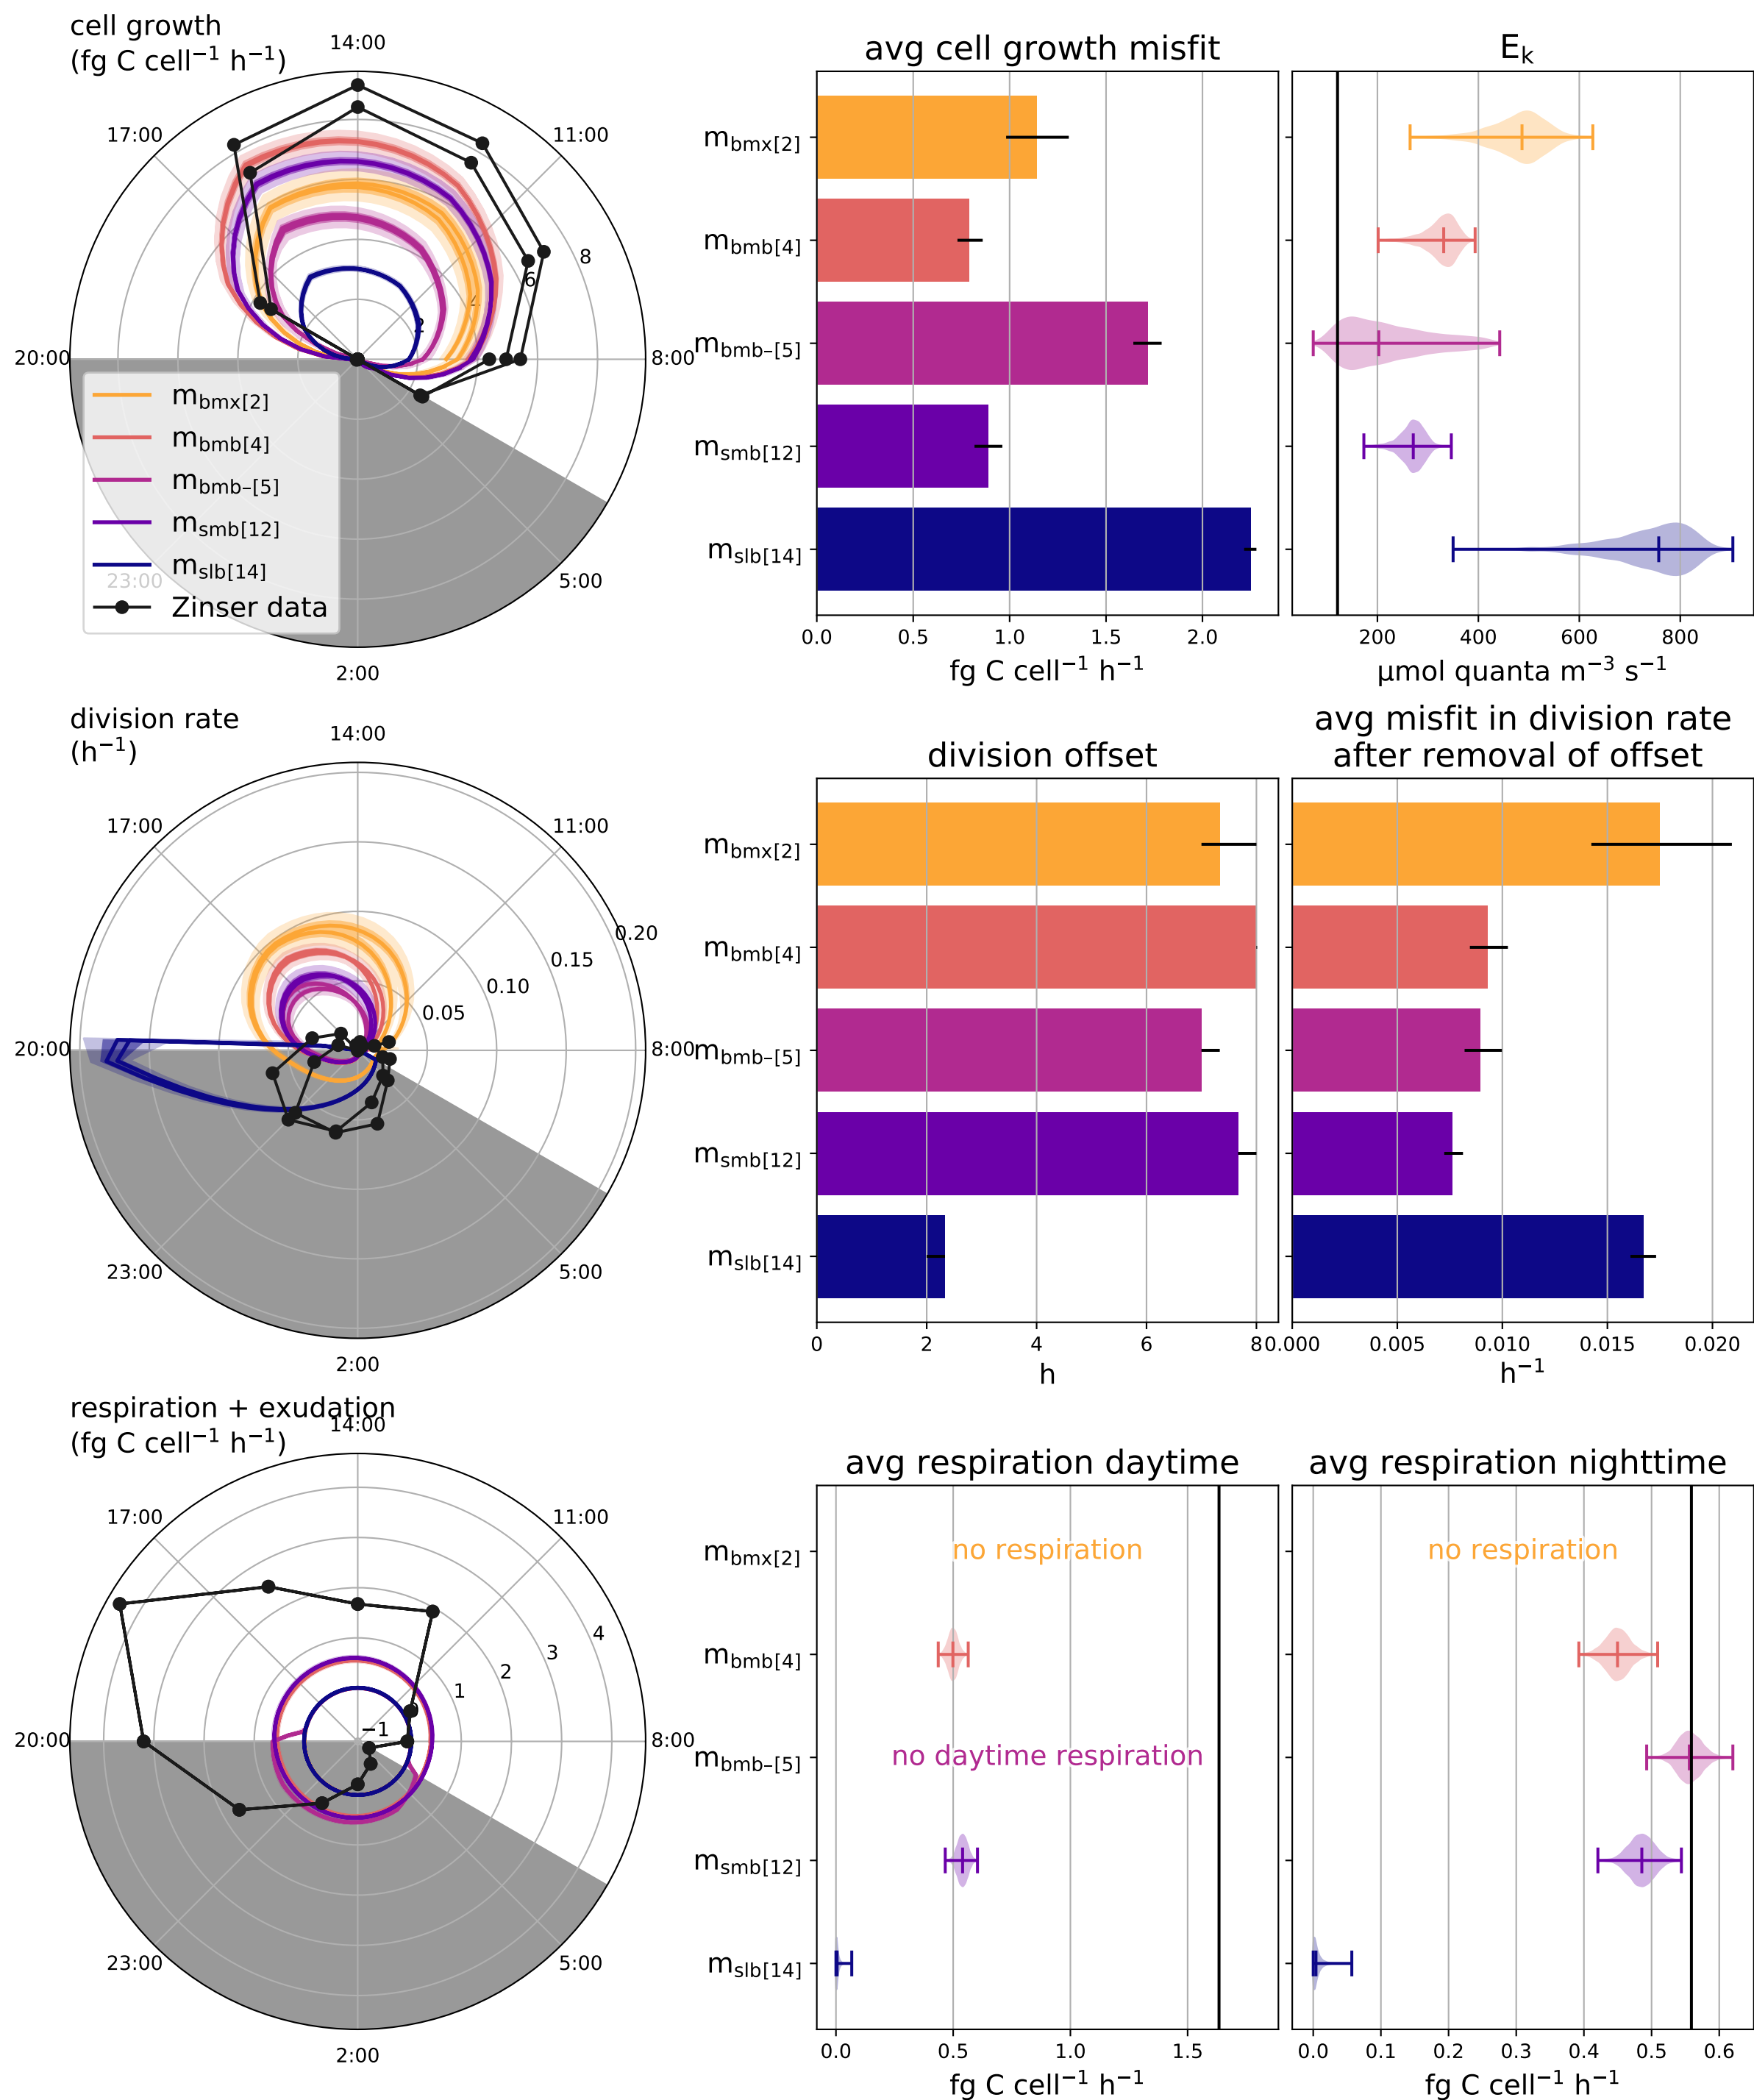 cell growth
(fg C cell⁻¹ h⁻¹)
14:00
11:00
8:00
5:00
2:00
23:00
20:00
17:00
2
4
6
8
m_bmx[2]
m_bmb[4]
m_bmb–[5]
m_smb[12]
m_slb[14]
Zinser data
avg cell growth misfit
m_bmx[2]
m_bmb[4]
m_bmb–[5]
m_smb[12]
m_slb[14]
0.0 0.5 1.0 1.5 2.0
fg C cell⁻¹ h⁻¹
E_k
200 400 600 800
μmol quanta m⁻³ s⁻¹
division rate
(h⁻¹)
14:00
11:00
8:00
5:00
2:00
23:00
20:00
17:00
0.05
0.10
0.15
0.20
division offset
m_bmx[2]
m_bmb[4]
m_bmb–[5]
m_smb[12]
m_slb[14]
0 2 4 6 8
h
avg misfit in division rate
after removal of offset
0.000 0.005 0.010 0.015 0.020
h⁻¹
respiration + exudation
(fg C cell⁻¹ h⁻¹)
14:00
11:00
8:00
5:00
2:00
23:00
20:00
17:00
−1
0
1
2
3
4
avg respiration daytime
m_bmx[2]
m_bmb[4]
m_bmb–[5]
m_smb[12]
m_slb[14]
no respiration
no daytime respiration
0.0 0.5 1.0 1.5
fg C cell⁻¹ h⁻¹
avg respiration nighttime
no respiration
0.0 0.1 0.2 0.3 0.4 0.5 0.6
fg C cell⁻¹ h⁻¹